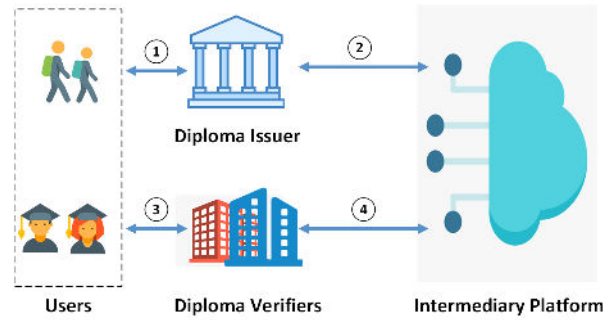 1
2
Diploma Issuer
3
4
Users
Diploma Verifiers
Intermediary Platform